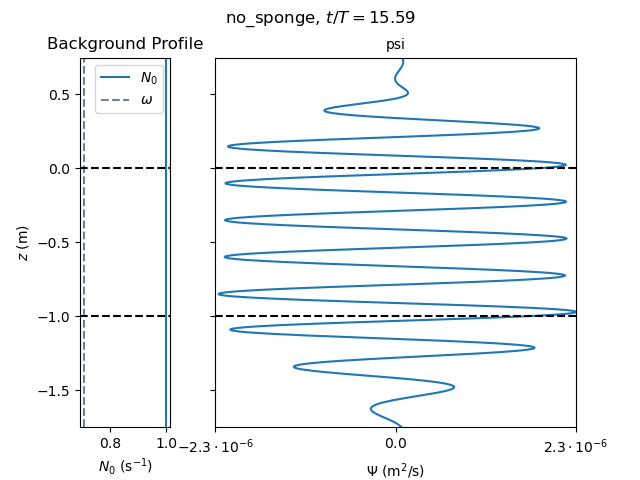 no_sponge, t/T = 15.59
Background Profile
psi
N₀
ω
0.5
0.0
−0.5
−1.0
−1.5
z (m)
0.8
1.0
N₀ (s⁻¹)
−2.3 · 10⁻⁶
0.0
2.3 · 10⁻⁶
Ψ (m²/s)